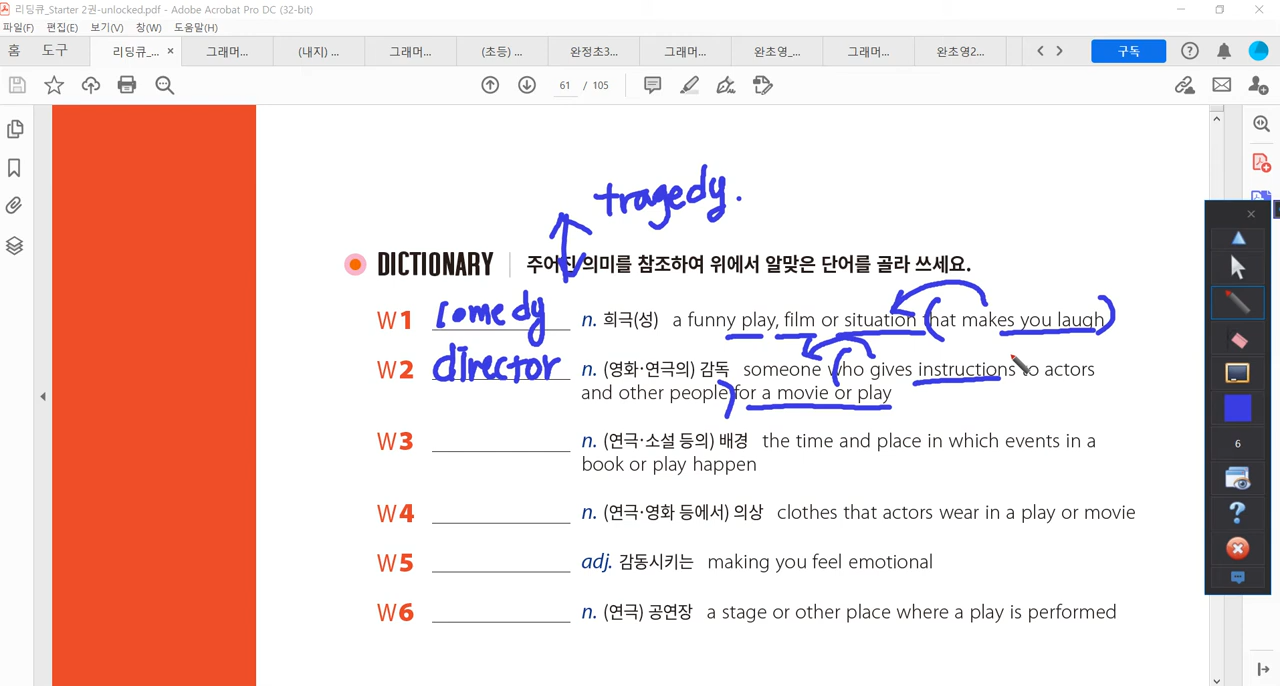 리딩큐_Starter 2권-unlocked.pdf - Adobe Acrobat Pro DC (32-bit)
파일(F) 편집(E) 보기(V) 창(W) 도움말(H)
홈 도구 리딩큐_... × 그래머... (내지) ... 그래머... (초등) ... 완정초3... 그래머... 완초영_... 그래머... 완초영2... 구독
61 / 105
tragedy.
DICTIONARY 주어진 의미를 참조하여 위에서 알맞은 단어를 골라 쓰세요.
W1 comedy n. 희극(성) a funny play, film or situation that makes you laugh
W2 director n. (영화·연극의) 감독 someone who gives instructions to actors
and other people for a movie or play
W3 n. (연극·소설 등의) 배경 the time and place in which events in a
book or play happen
W4 n. (연극·영화 등에서) 의상 clothes that actors wear in a play or movie
W5 adj. 감동시키는 making you feel emotional
W6 n. (연극) 공연장 a stage or other place where a play is performed
6